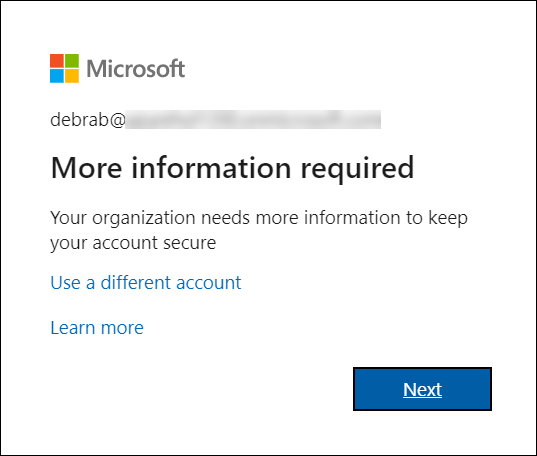 Microsoft
debrab@
More information required
Your organization needs more information to keep
your account secure
Use a different account
Learn more
Next